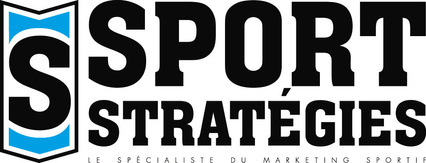 S
SPORT
STRATÉGIES
LE SPÉCIALISTE DU MARKETING SPORTIF